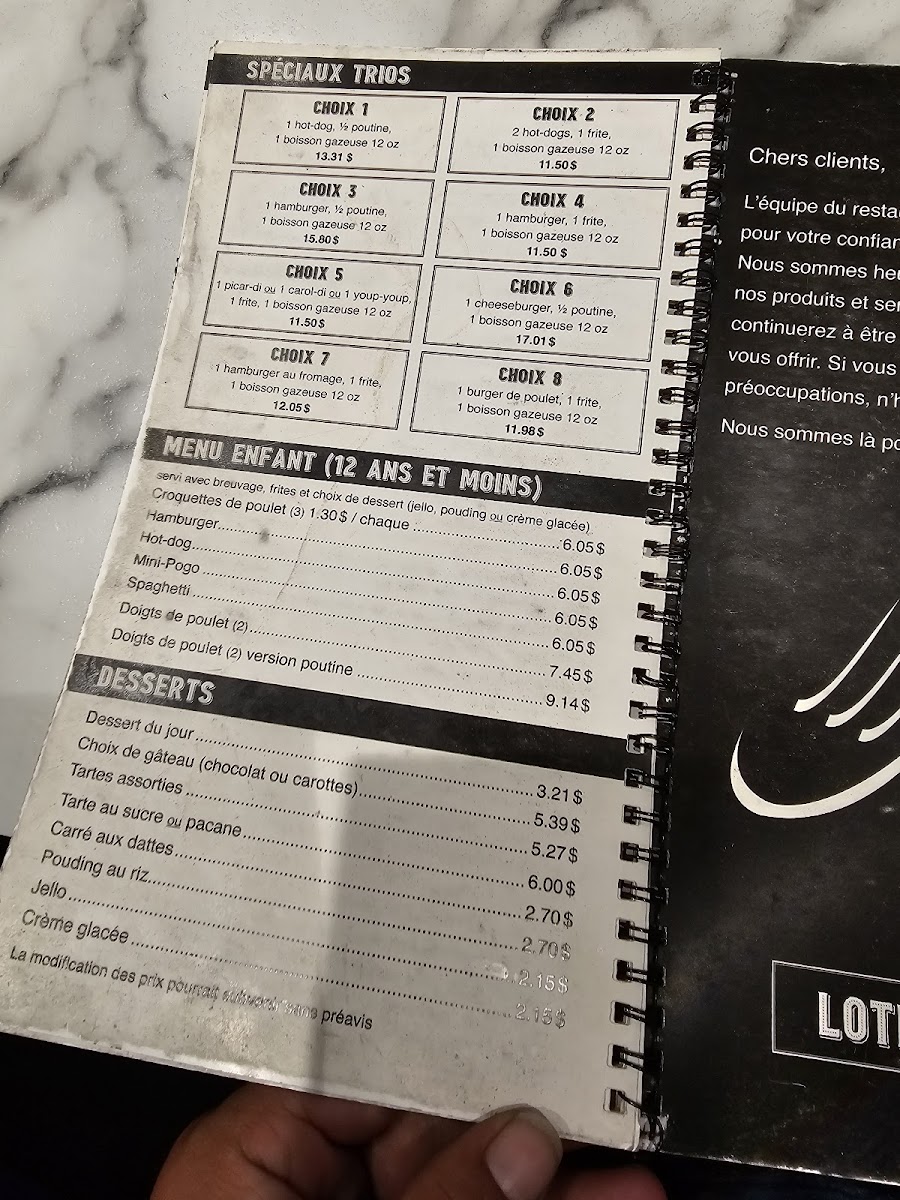 SPÉCIAUX TRIOS
CHOIX 1
1 hot-dog, ½ poutine,
1 boisson gazeuse 12 oz
13.31 $
CHOIX 2
2 hot-dogs, 1 frite,
1 boisson gazeuse 12 oz
11.50 $
CHOIX 3
1 hamburger, ½ poutine,
1 boisson gazeuse 12 oz
15.80 $
CHOIX 4
1 hamburger, 1 frite,
1 boisson gazeuse 12 oz
11.50 $
CHOIX 5
1 picar-di ou 1 carol-di ou 1 youp-youp,
1 frite, 1 boisson gazeuse 12 oz
11.50 $
CHOIX 6
1 cheeseburger, ½ poutine,
1 boisson gazeuse 12 oz
17.01 $
CHOIX 7
1 hamburger au fromage, 1 frite,
1 boisson gazeuse 12 oz
12.05 $
CHOIX 8
1 burger de poulet, 1 frite,
1 boisson gazeuse 12 oz
11.98 $
MENU ENFANT (12 ANS ET MOINS)
servi avec breuvage, frites et choix de dessert (jello, pouding ou crème glacée)
Croquettes de poulet (3) 1.30 $ / chaque ........ 6.05 $
Hamburger ........ 6.05 $
Hot-dog ........ 6.05 $
Mini-Pogo ........ 6.05 $
Spaghetti ........ 6.05 $
Doigts de poulet (2) ........ 7.45 $
Doigts de poulet (2) version poutine ........ 9.14 $
DESSERTS
Dessert du jour ........ 3.21 $
Choix de gâteau (chocolat ou carottes) ........ 5.39 $
Tartes assorties ........ 5.27 $
Tarte au sucre ou pacane ........ 6.00 $
Carré aux dattes ........ 2.70 $
Pouding au riz ........ 2.70 $
Jello ........ 2.15 $
Crème glacée ........ 2.15 $
La modification des prix pourrait subvenir sans préavis
Chers clients,
L'équipe du resta
pour votre confian
Nous sommes heu
nos produits et ser
continuerez à être
vous offrir. Si vous
préoccupations, n'h
Nous sommes là po
LOT